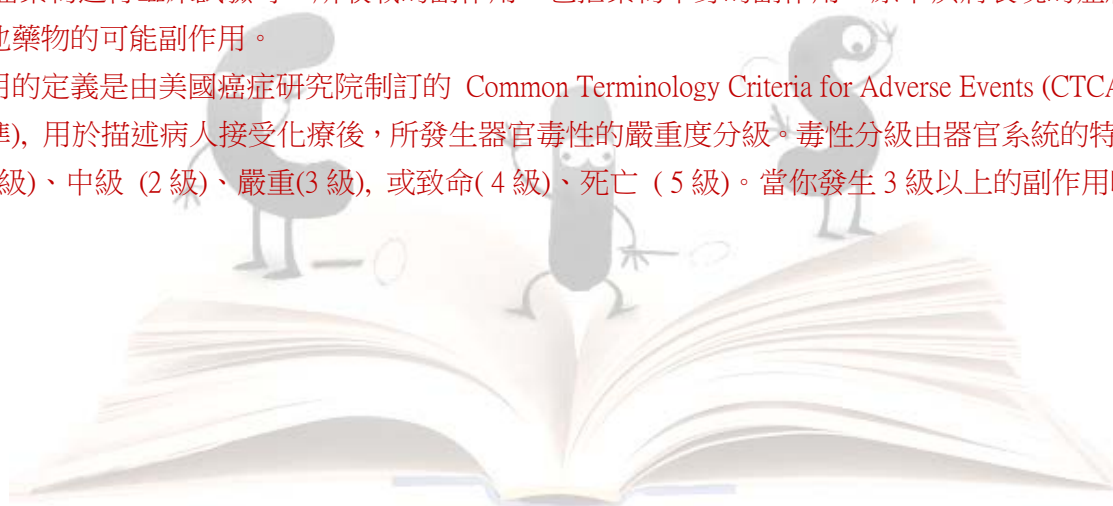 也藥物的可能副作用。
用的定義是由美國癌症研究院制訂的 Common Terminology Criteria for Adverse Events (CTCA
準), 用於描述病人接受化療後，所發生器官毒性的嚴重度分級。毒性分級由器官系統的特
級)、中級 (2 級)、嚴重(3 級), 或致命( 4 級)、死亡 ( 5 級)。當你發生 3 級以上的副作用